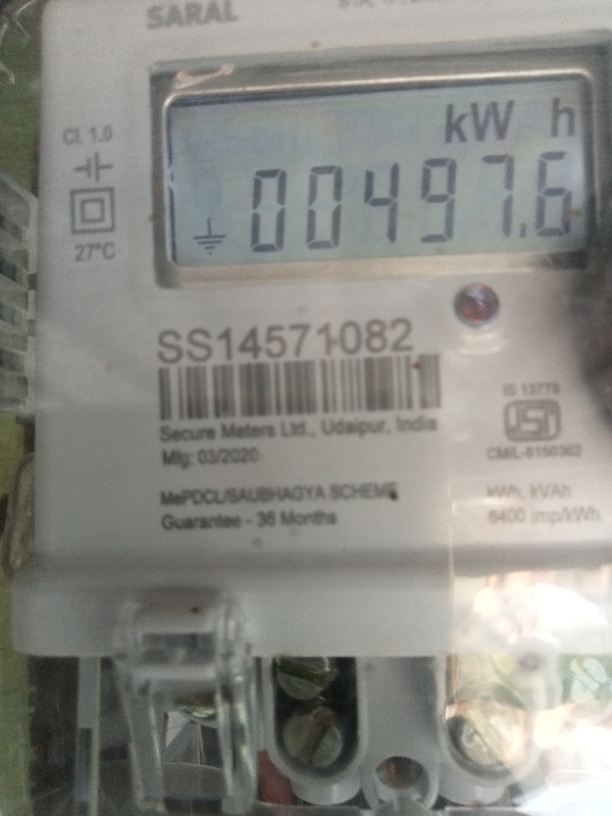 SARAL
Cl. 1.0
kW h
00497.6
27°C
SS14571082
Secure Meters Ltd., Udaipur, India
Mfg: 03/2020
IS 13779
CM/L-8150362
MePDCL/SAUBHAGYA SCHEME
Guarantee - 36 Months
kWh, kVAh
6400 imp/kWh